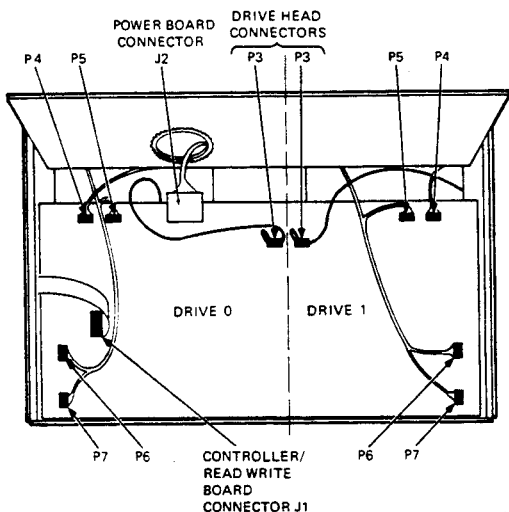 POWER BOARD
CONNECTOR
J2
DRIVE HEAD
CONNECTORS
P4
P5
P3
P3
P5
P4
DRIVE 0
DRIVE 1
P7
P6
CONTROLLER/
READ WRITE
BOARD
CONNECTOR J1
P6
P7